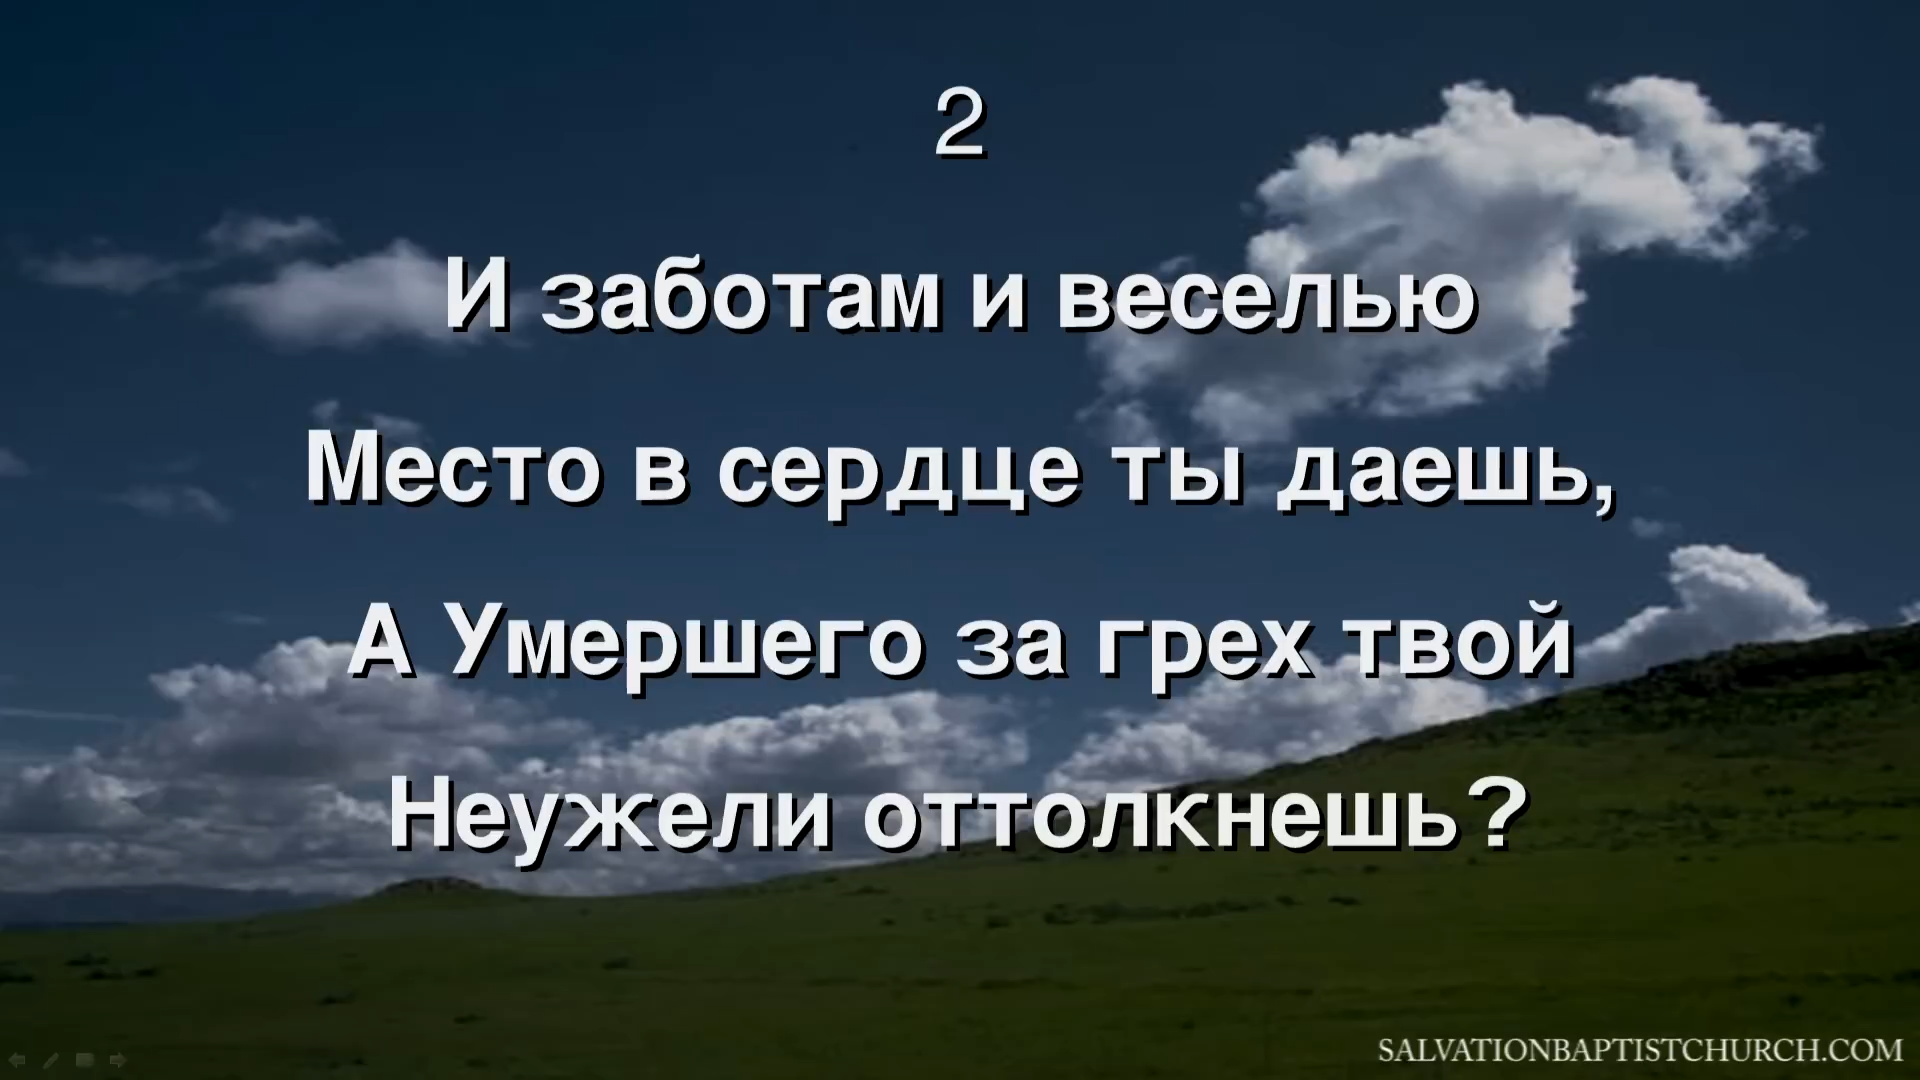 2
И заботам и веселью
Место в сердце ты даешь,
А Умершего за грех твой
Неужели оттолкнешь?
SALVATIONBAPTISTCHURCH.COM